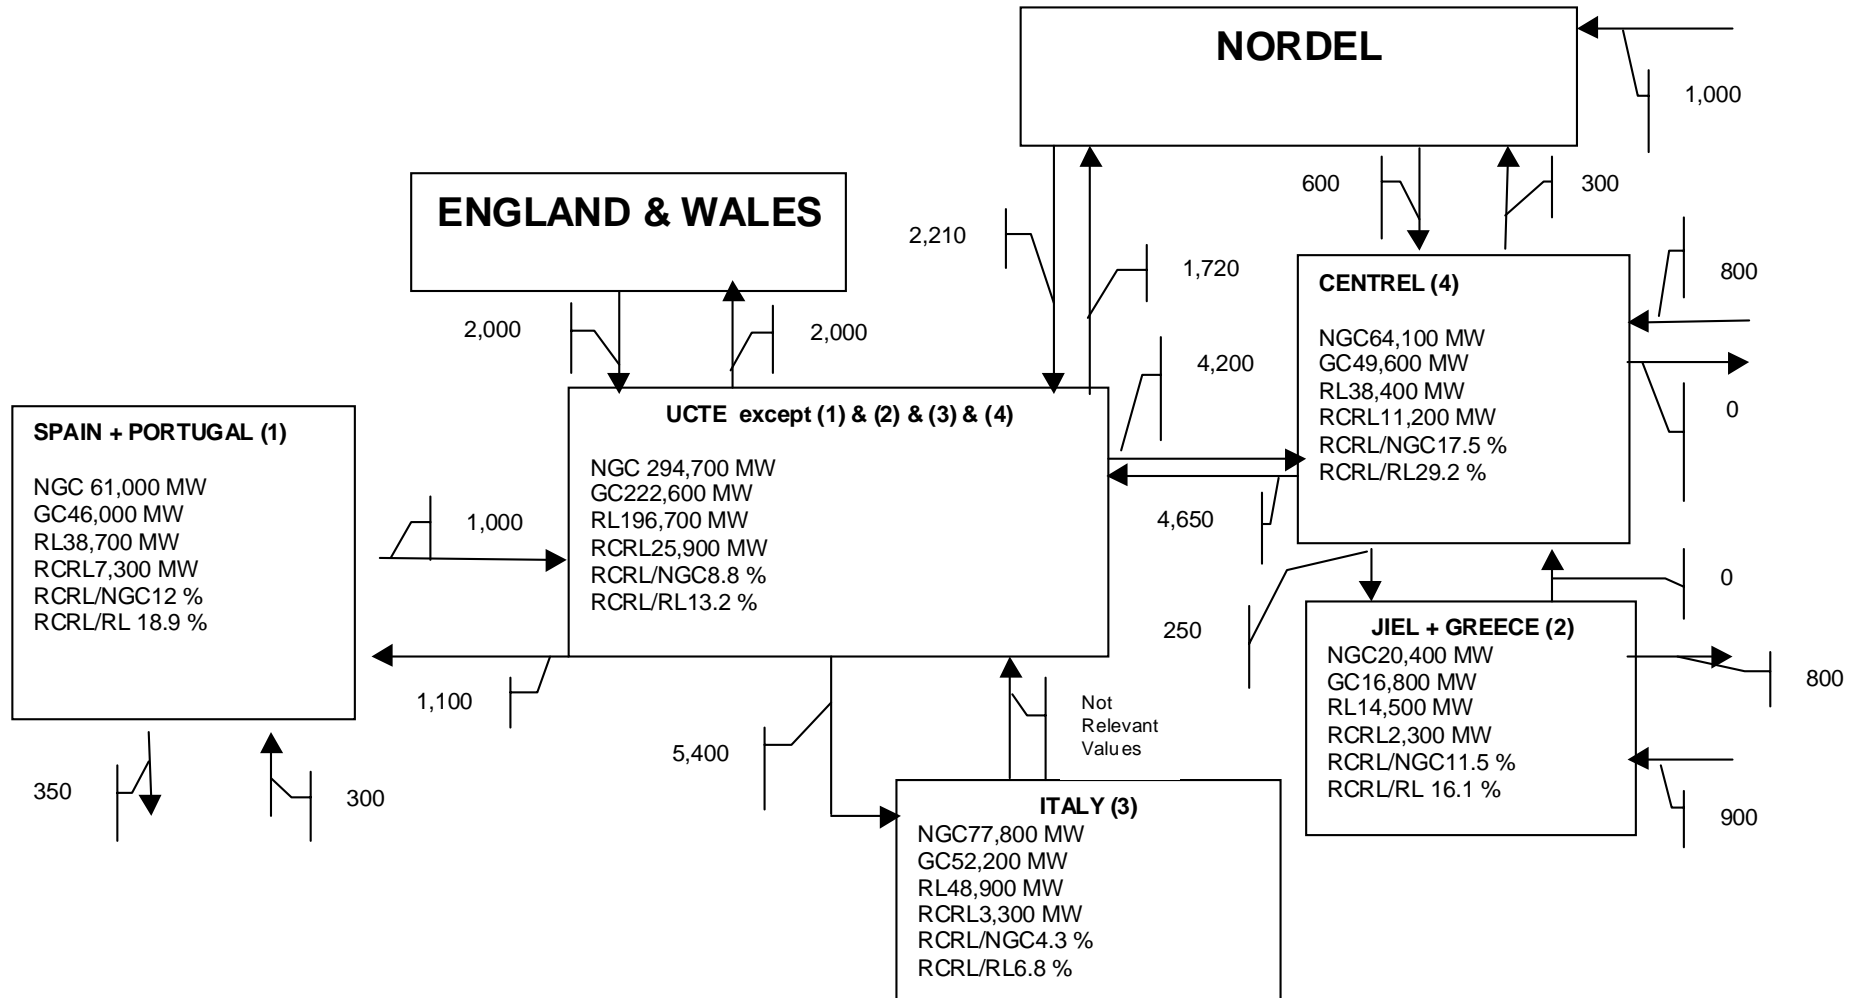 NORDEL
1,000
ENGLAND & WALES
600
300
2,210
1,720
800
2,000
2,000
4,200
CENTREL (4)
NGC64,100 MW
GC49,600 MW
RL38,400 MW
RCRL11,200 MW
RCRL/NGC17.5 %
RCRL/RL29.2 %
0
SPAIN + PORTUGAL (1)
NGC 61,000 MW
GC46,000 MW
RL38,700 MW
RCRL7,300 MW
RCRL/NGC12 %
RCRL/RL 18.9 %
1,000
UCTE except (1) & (2) & (3) & (4)
NGC 294,700 MW
GC222,600 MW
RL196,700 MW
RCRL25,900 MW
RCRL/NGC8.8 %
RCRL/RL13.2 %
4,650
0
250
JIEL + GREECE (2)
NGC20,400 MW
GC16,800 MW
RL14,500 MW
RCRL2,300 MW
RCRL/NGC11.5 %
RCRL/RL 16.1 %
800
900
1,100
5,400
Not
Relevant
Values
350
300
ITALY (3)
NGC77,800 MW
GC52,200 MW
RL48,900 MW
RCRL3,300 MW
RCRL/NGC4.3 %
RCRL/RL6.8 %